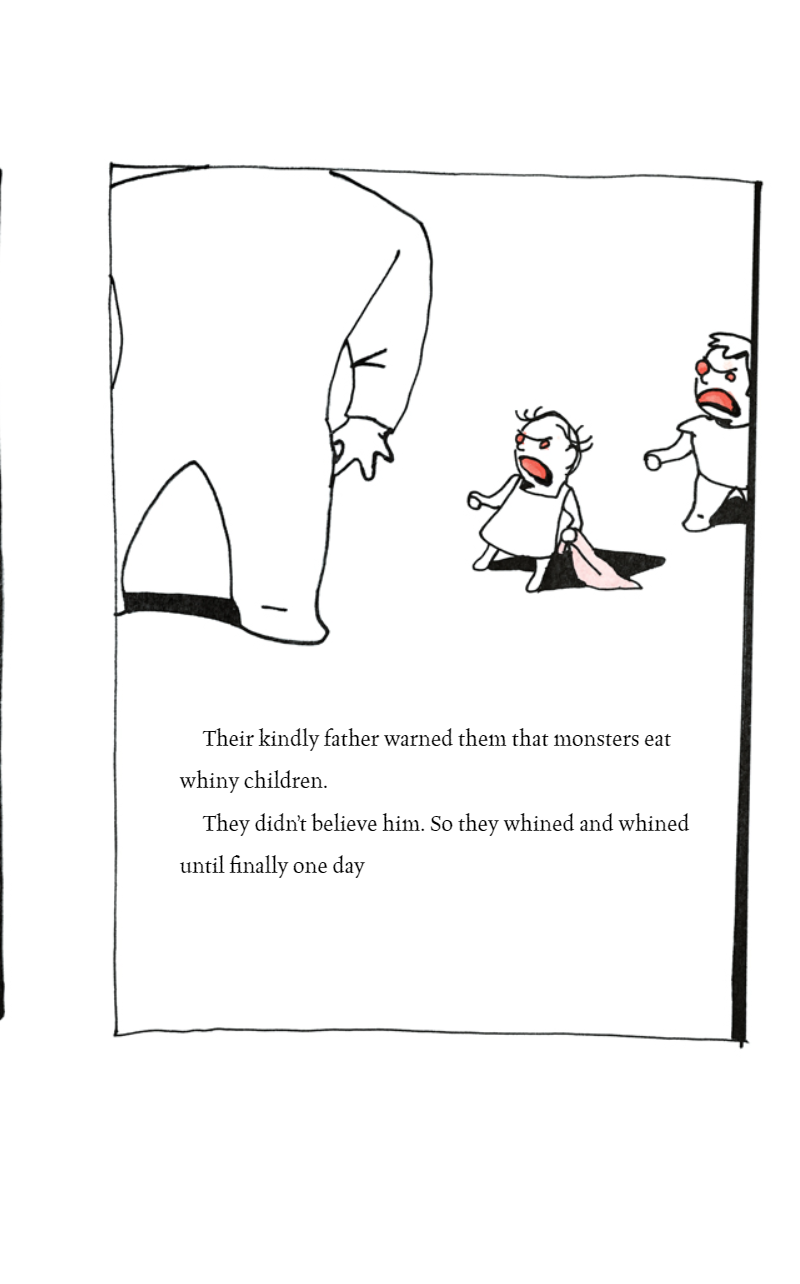 Their kindly father warned them that monsters eat
whiny children.
They didn’t believe him. So they whined and whined
until finally one day